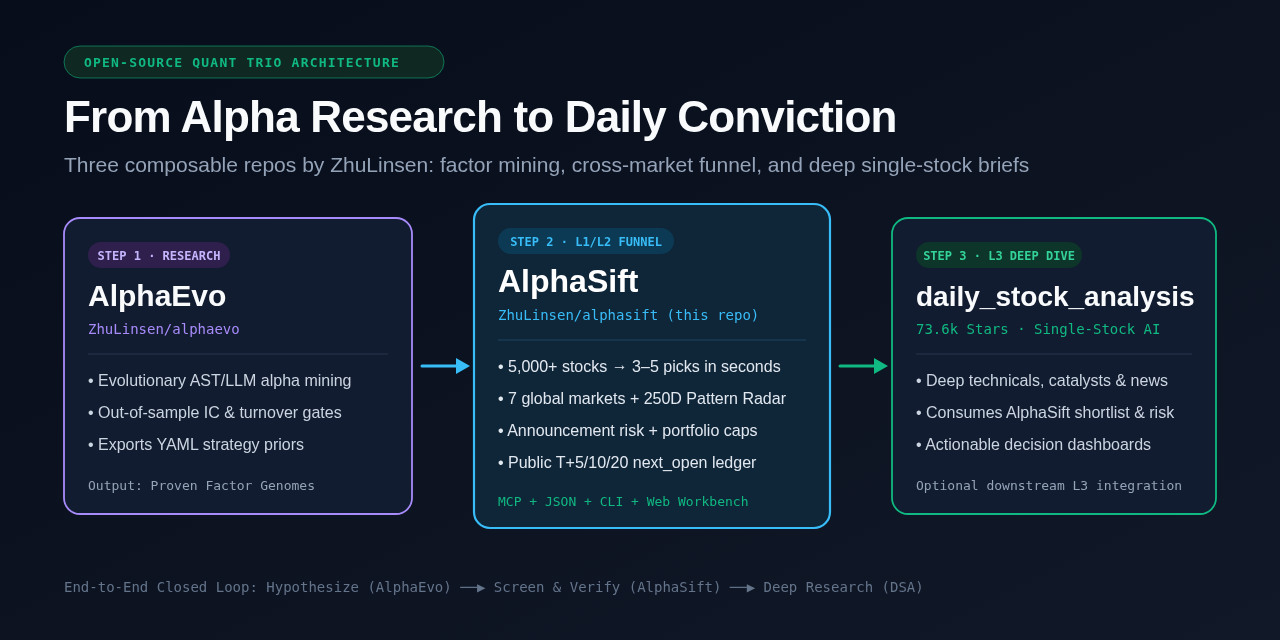 OPEN-SOURCE QUANT TRIO ARCHITECTURE
From Alpha Research to Daily Conviction
Three composable repos by ZhuLinsen: factor mining, cross-market funnel, and deep single-stock briefs
STEP 1 · RESEARCH
AlphaEvo
ZhuLinsen/alphaevo
• Evolutionary AST/LLM alpha mining
• Out-of-sample IC & turnover gates
• Exports YAML strategy priors
Output: Proven Factor Genomes
STEP 2 · L1/L2 FUNNEL
AlphaSift
ZhuLinsen/alphasift (this repo)
• 5,000+ stocks → 3–5 picks in seconds
• 7 global markets + 250D Pattern Radar
• Announcement risk + portfolio caps
• Public T+5/10/20 next_open ledger
MCP + JSON + CLI + Web Workbench
STEP 3 · L3 DEEP DIVE
daily_stock_analysis
73.6k Stars · Single-Stock AI
• Deep technicals, catalysts & news
• Consumes AlphaSift shortlist & risk
• Actionable decision dashboards
Optional downstream L3 integration
End-to-End Closed Loop: Hypothesize (AlphaEvo) ──▶ Screen & Verify (AlphaSift) ──▶ Deep Research (DSA)